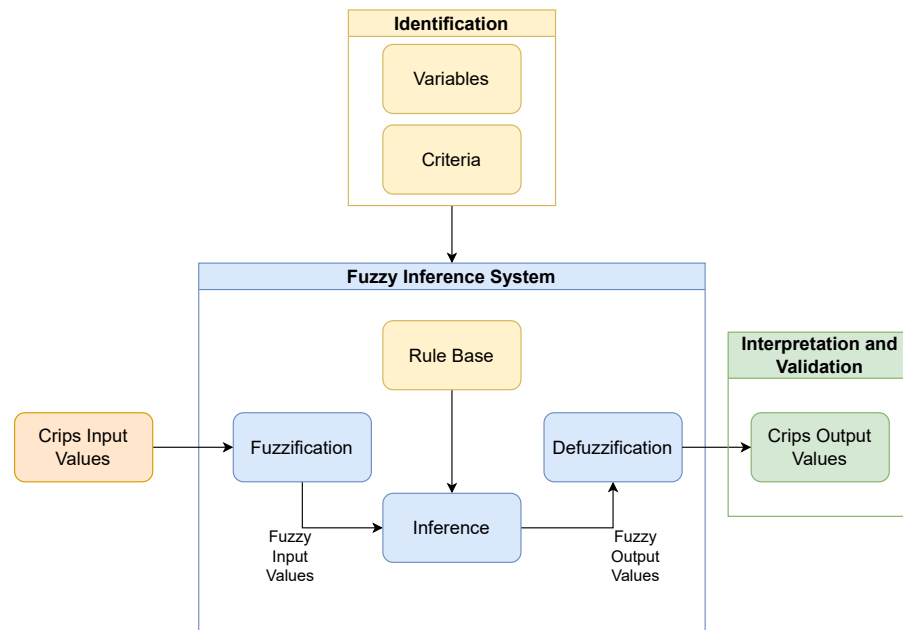 Identification
Variables
Criteria
Fuzzy Inference System
Rule Base
Interpretation and
Validation
Crips Input
Values
Fuzzification
Defuzzification
Crips Output
Values
Inference
Fuzzy
Input
Values
Fuzzy
Output
Values